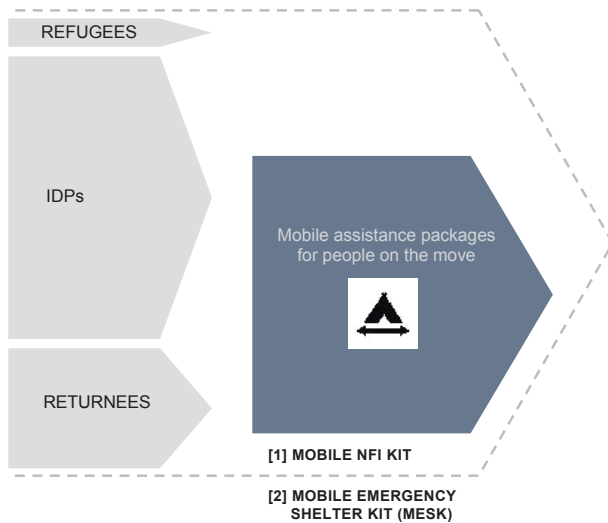 REFUGEES
IDPs
RETURNEES
Mobile assistance packages
for people on the move
[1] MOBILE NFI KIT
[2] MOBILE EMERGENCY
SHELTER KIT (MESK)